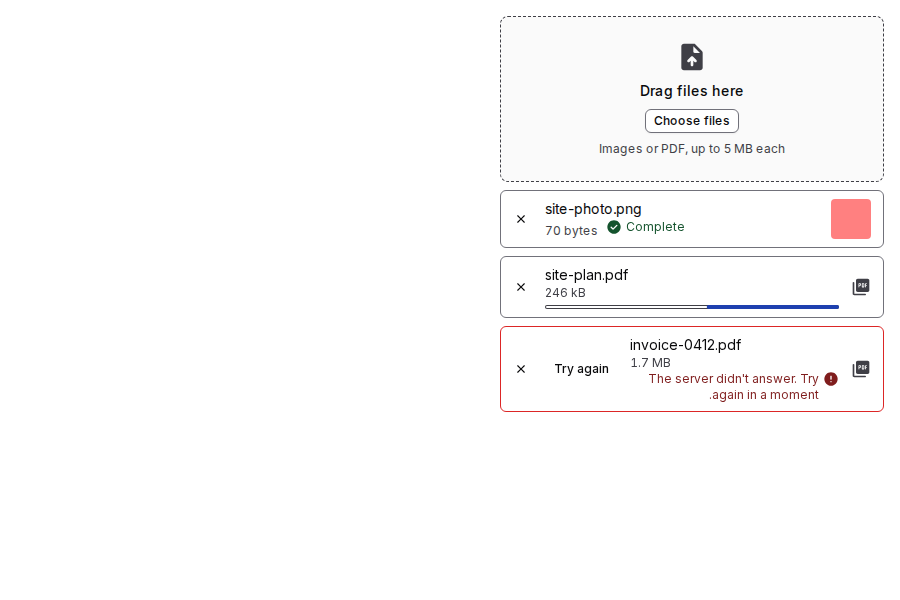 Drag files here
Choose files
Images or PDF, up to 5 MB each
site-photo.png
70 bytes
Complete
site-plan.pdf
246 kB
PDF
Try again
invoice-0412.pdf
1.7 MB
The server didn't answer. Try
.again in a moment
PDF